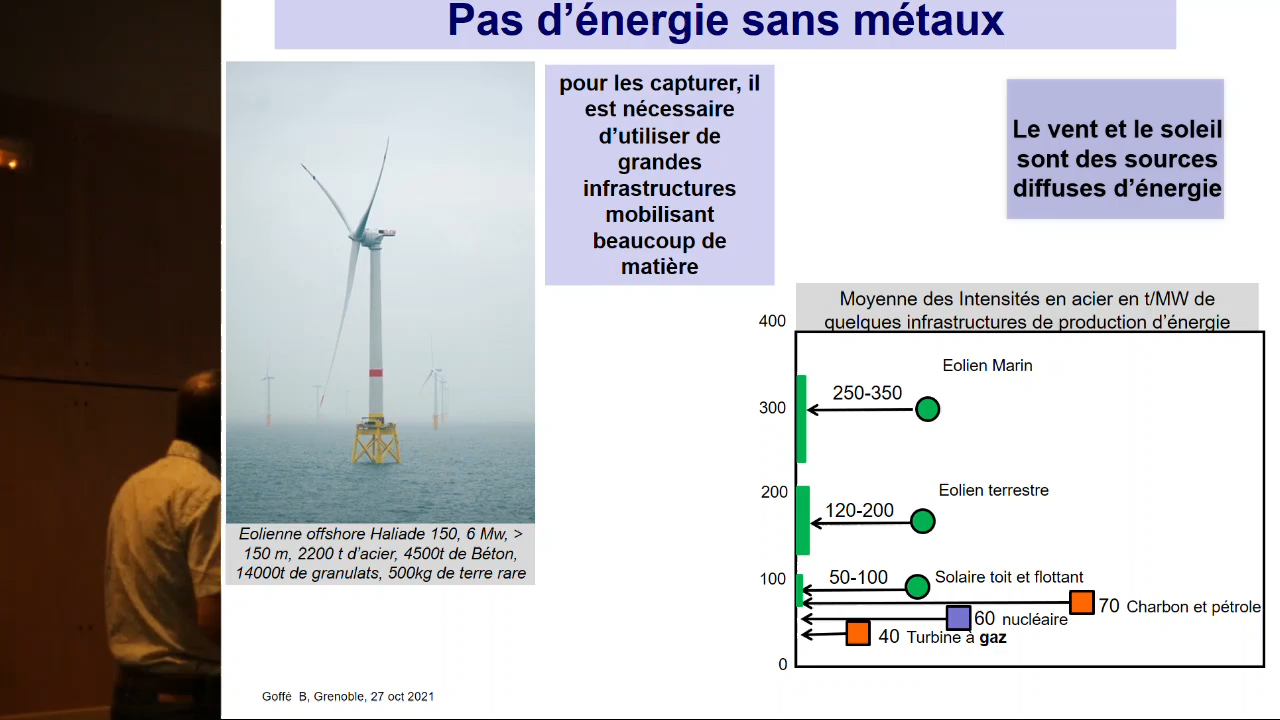 Pas d’énergie sans métaux
pour les capturer, il
est nécessaire
d’utiliser de
grandes
infrastructures
mobilisant
beaucoup de
matière
Le vent et le soleil
sont des sources
diffuses d’énergie
Eolienne offshore Haliade 150, 6 Mw, >
150 m, 2200 t d’acier, 4500t de Béton,
14000t de granulats, 500kg de terre rare
Moyenne des Intensités en acier en t/MW de
quelques infrastructures de production d’énergie
400
Eolien Marin
250-350
300
200
Eolien terrestre
120-200
100
50-100
Solaire toit et flottant
70 Charbon et pétrole
60 nucléaire
40 Turbine à gaz
0
Goffé B, Grenoble, 27 oct 2021